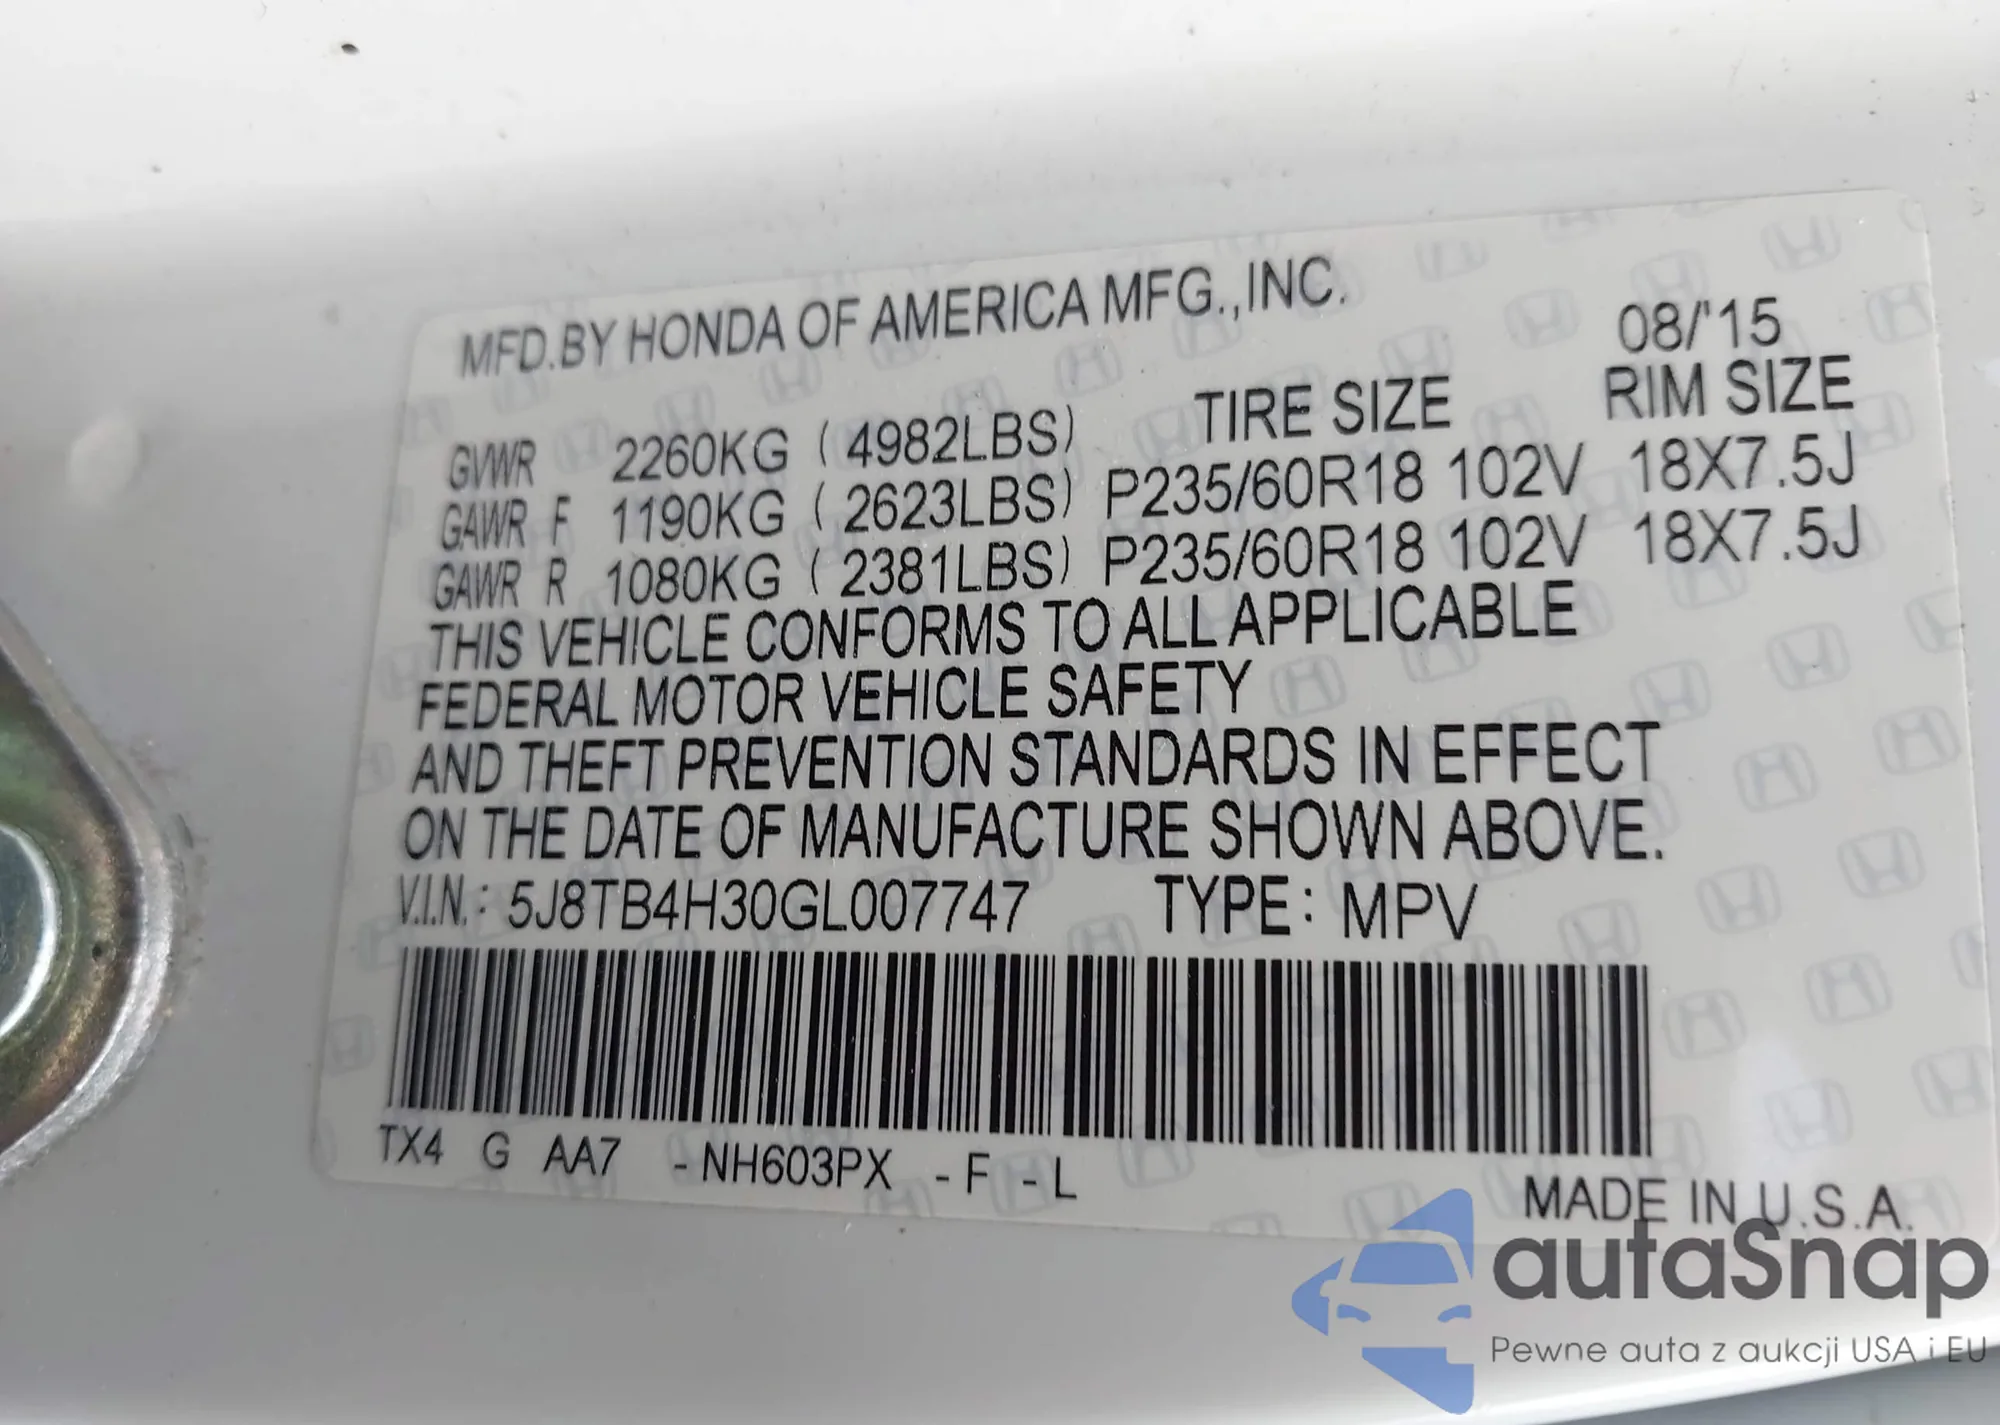 MFD.BY HONDA OF AMERICA MFG.,INC.
08/'15
TIRE SIZE RIM SIZE
GVWR 2260KG (4982LBS)
GAWR F 1190KG (2623LBS) P235/60R18 102V 18X7.5J
GAWR R 1080KG (2381LBS) P235/60R18 102V 18X7.5J
THIS VEHICLE CONFORMS TO ALL APPLICABLE
FEDERAL MOTOR VEHICLE SAFETY
AND THEFT PREVENTION STANDARDS IN EFFECT
ON THE DATE OF MANUFACTURE SHOWN ABOVE.
V.I.N.: 5J8TB4H30GL007747 TYPE: MPV
TX4 G AA7 -NH603PX -F -L
MADE IN U.S.A.
autaSnap
Pewne auta z aukcji USA i EU